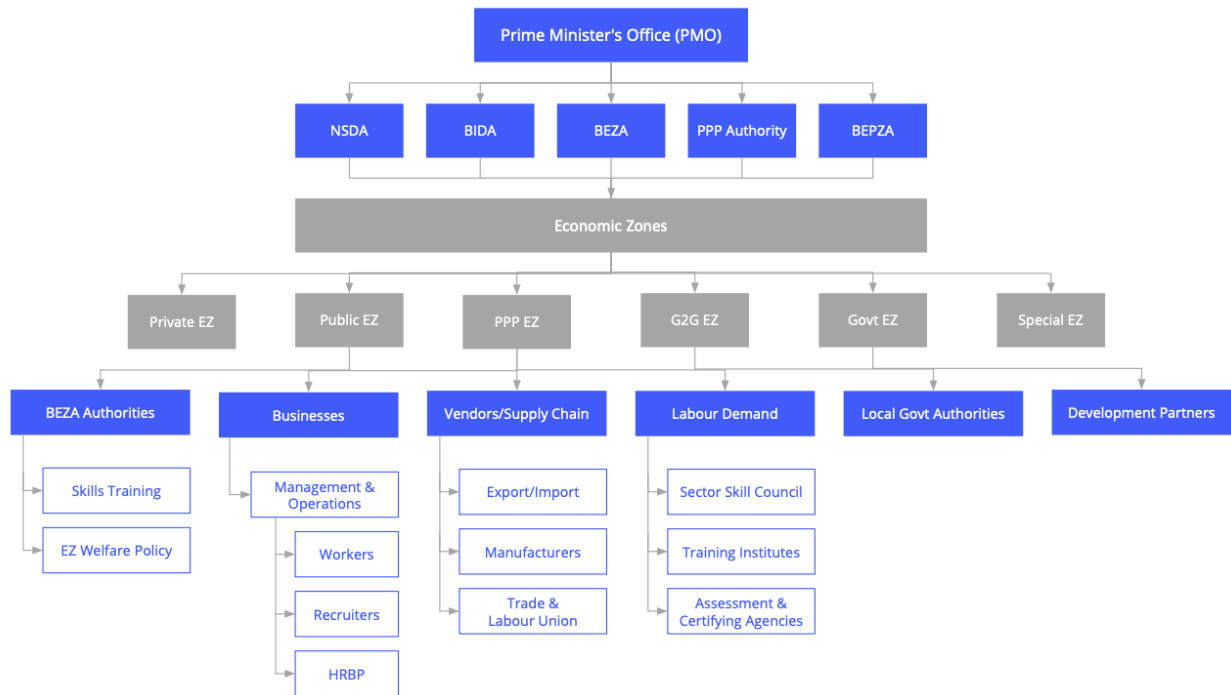 Prime Minister's Office (PMO)
NSDA
BIDA
BEZA
PPP Authority
BEPZA
Economic Zones
Private EZ
Public EZ
PPP EZ
G2G EZ
Govt EZ
Special EZ
BEZA Authorities
Businesses
Vendors/Supply Chain
Labour Demand
Local Govt Authorities
Development Partners
Skills Training
EZ Welfare Policy
Management &
Operations
Workers
Recruiters
HRBP
Export/Import
Manufacturers
Trade &
Labour Union
Sector Skill Council
Training Institutes
Assessment &
Certifying Agencies